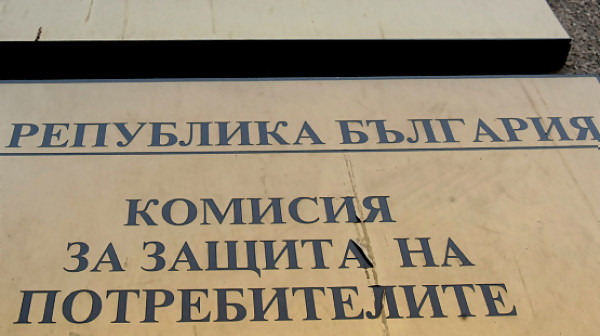 РЕПУБЛИКА БЪЛГАРИЯ
КОМИСИЯ
ЗА ЗАЩИТА НА
ПОТРЕБИТЕЛИТЕ